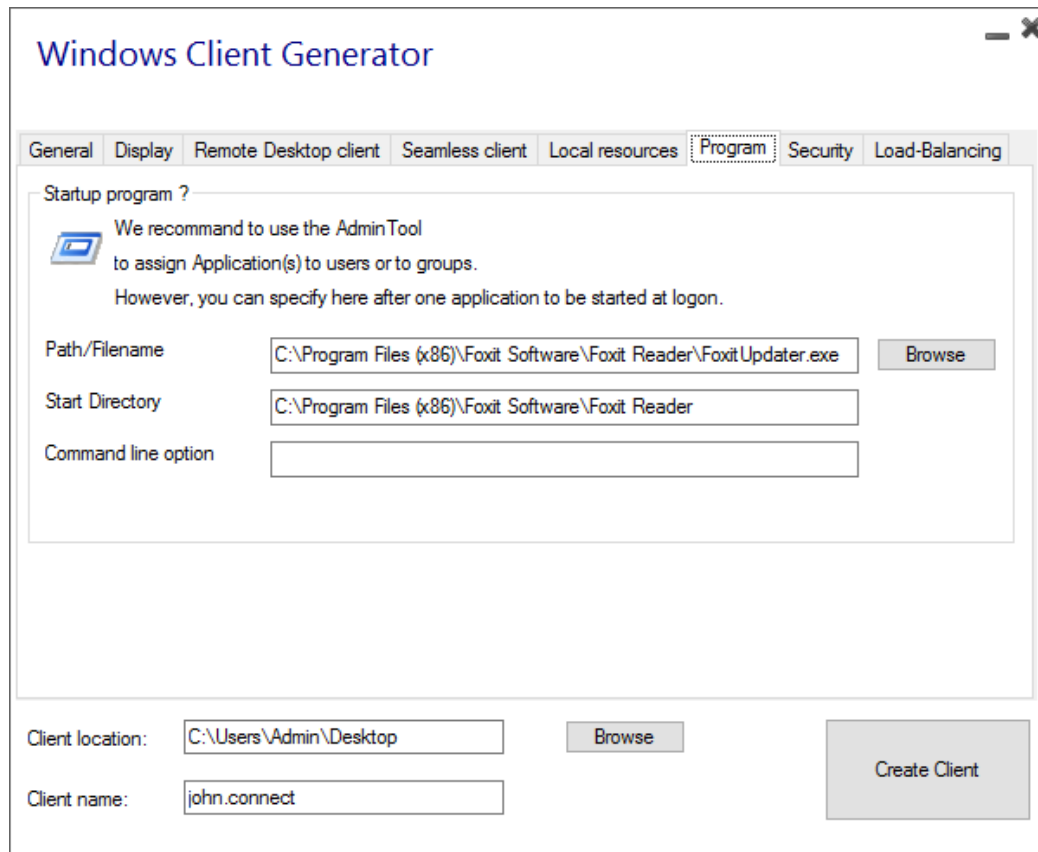 Windows Client Generator
General Display Remote Desktop client Seamless client Local resources Program Security Load-Balancing
Startup program ?
We recommand to use the AdminTool
to assign Application(s) to users or to groups.
However, you can specify here after one application to be started at logon.
Path/Filename C:\Program Files (x86)\Foxit Software\Foxit Reader\FoxitUpdater.exe Browse
Start Directory C:\Program Files (x86)\Foxit Software\Foxit Reader
Command line option
Client location: C:\Users\Admin\Desktop Browse
Create Client
Client name: john.connect